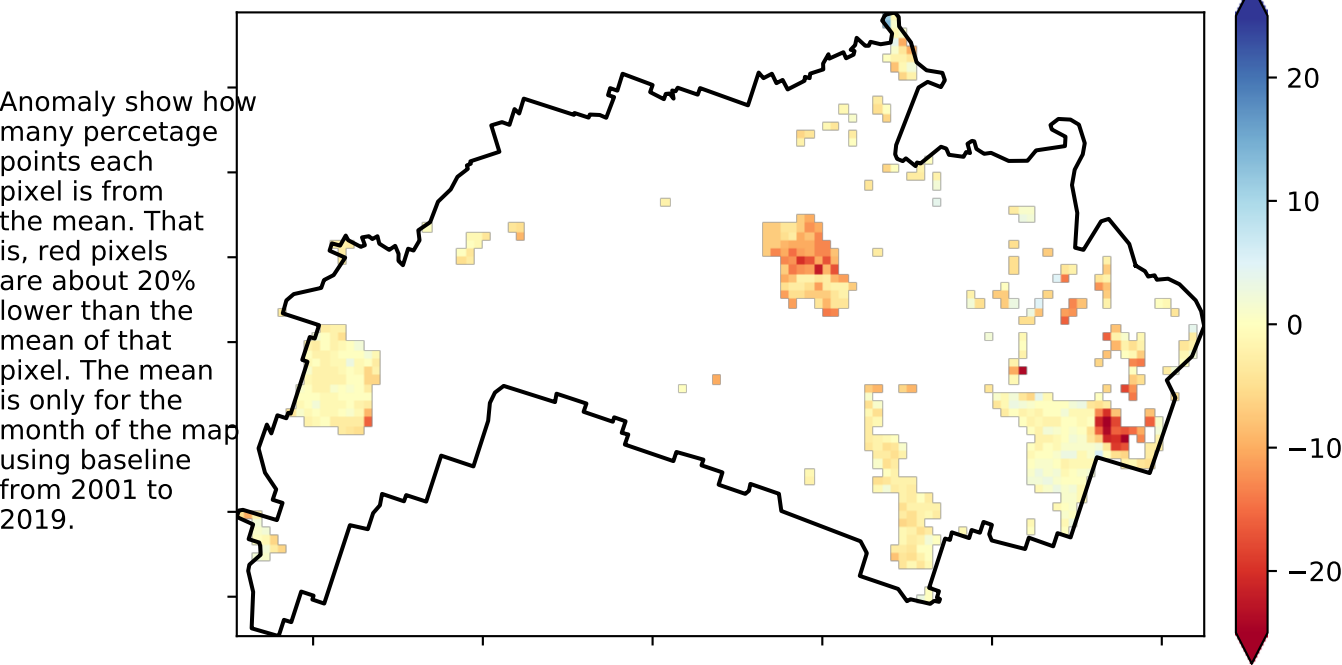 Anomaly show how
many percetage
points each
pixel is from
the mean. That
is, red pixels
are about 20%
lower than the
mean of that
pixel. The mean
is only for the
month of the map
using baseline
from 2001 to
2019.
20
10
0
−10
−20